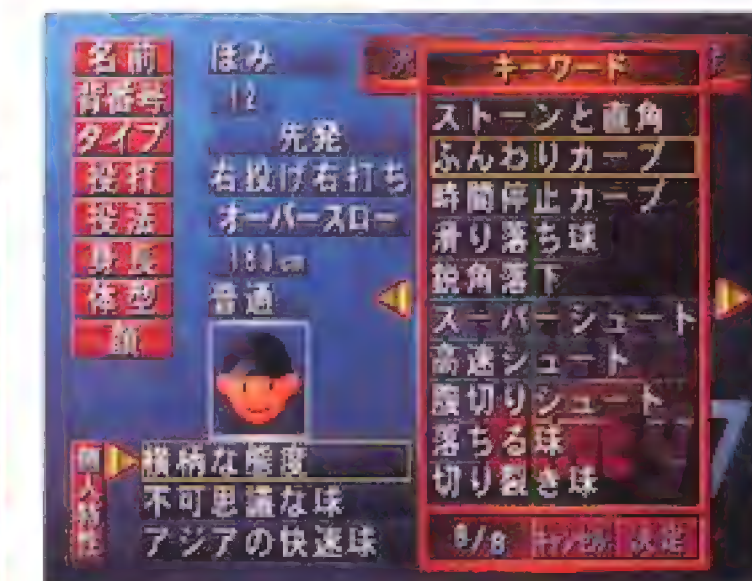 名前 ほみ
背番号 12
タイプ 先発
投打 右投げ右打ち
投法 オーバースロー
身長 180cm
体型 普通
顔
個人特性
横柄な態度
不可思議な球
アジアの快速球
キーワード
ストーンと直角
ふんわりカーブ
時間停止カーブ
滑り落ち球
鋭角落下
スーパーシュート
高速シュート
腹切りシュート
落ちる球
切り裂き球
8/8 キャンセル 決定